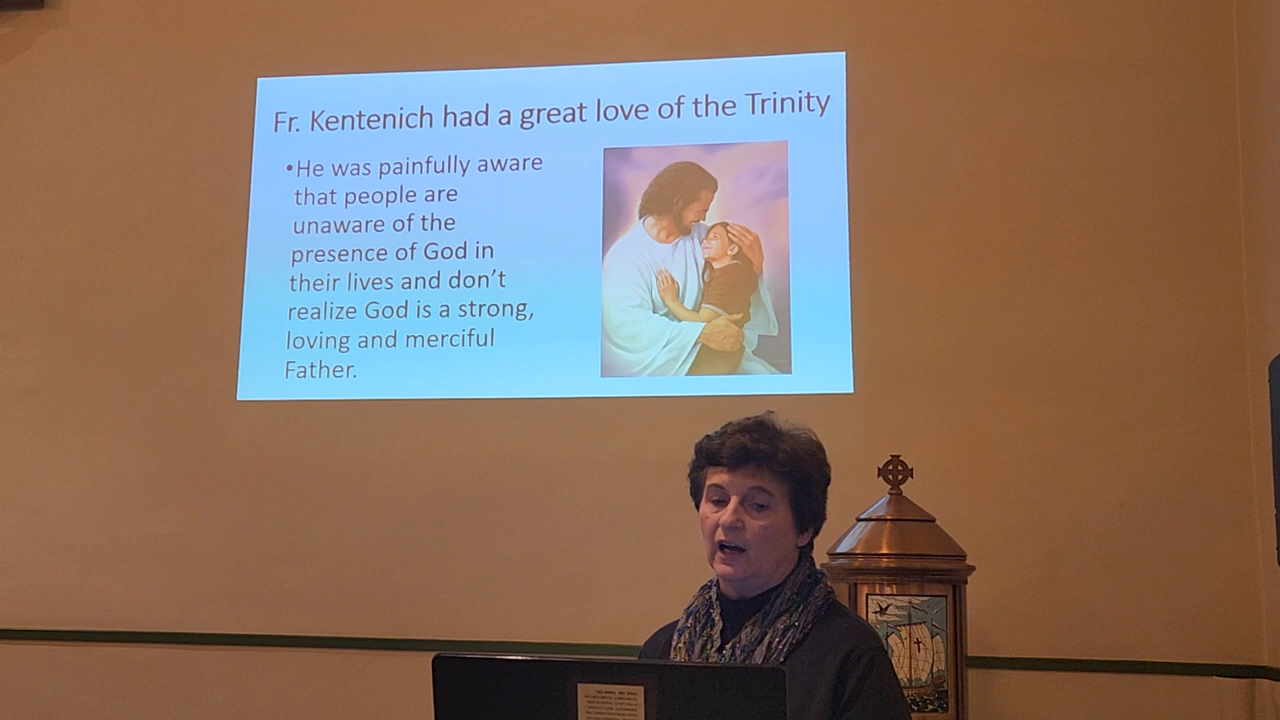 Fr. Kentenich had a great love of the Trinity
•He was painfully aware
that people are
unaware of the
presence of God in
their lives and don’t
realize God is a strong,
loving and merciful
Father.